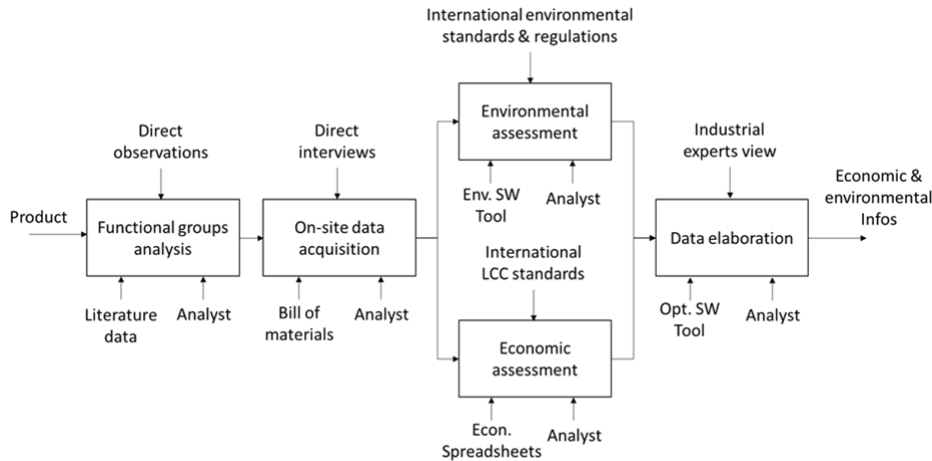 International environmental
standards & regulations
Environmental
assessment
Env. SW
Tool
Analyst
Direct
observations
Direct
interviews
Industrial
experts view
Economic &
environmental
Infos
Product
Functional groups
analysis
On-site data
acquisition
Data elaboration
Literature
data
Analyst
Bill of
materials
Analyst
International
LCC standards
Opt. SW
Tool
Analyst
Economic
assessment
Econ.
Spreadsheets
Analyst